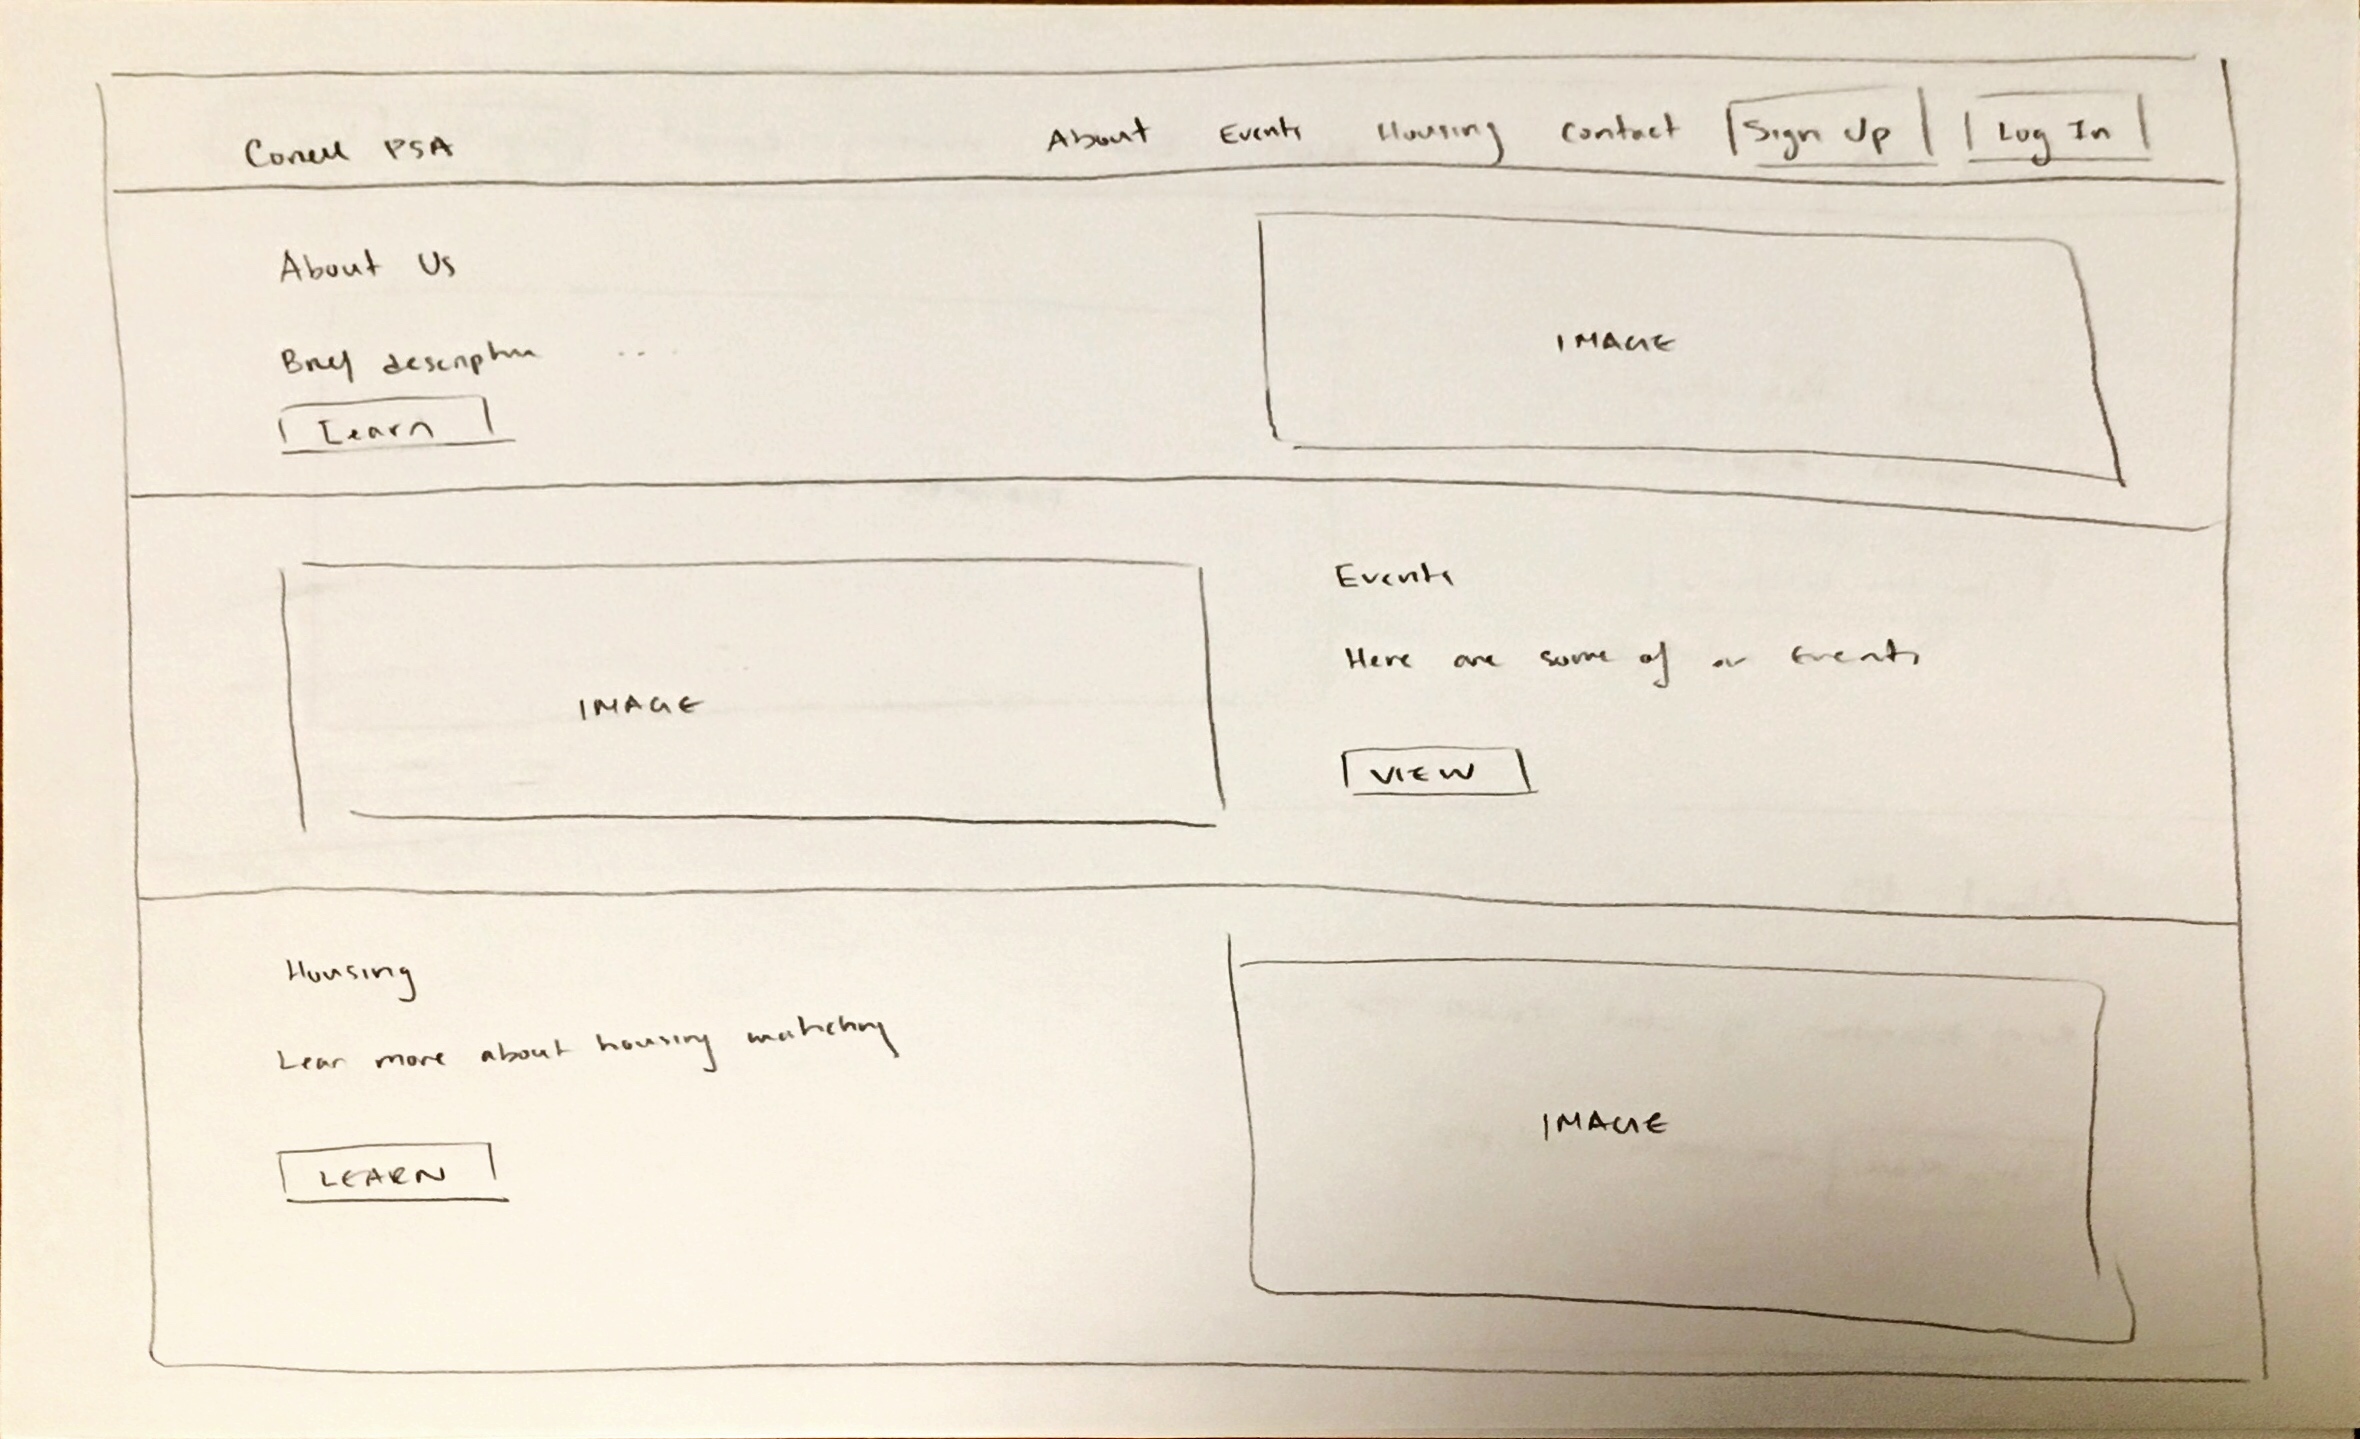 Cornell PSA About Events Housing Contact Sign Up Log In
About Us
Brief description ...
Learn
IMAGE
IMAGE
Events
Here are some of our Events
VIEW
Housing
Lear more about housing matching
LEARN
IMAGE